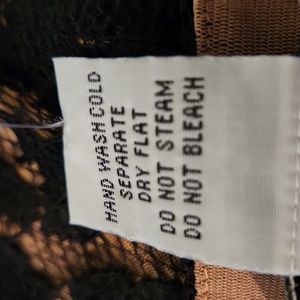 HAND WASH COLD
SEPARATE
DRY FLAT
DO NOT STEAM
DO NOT BLEACH